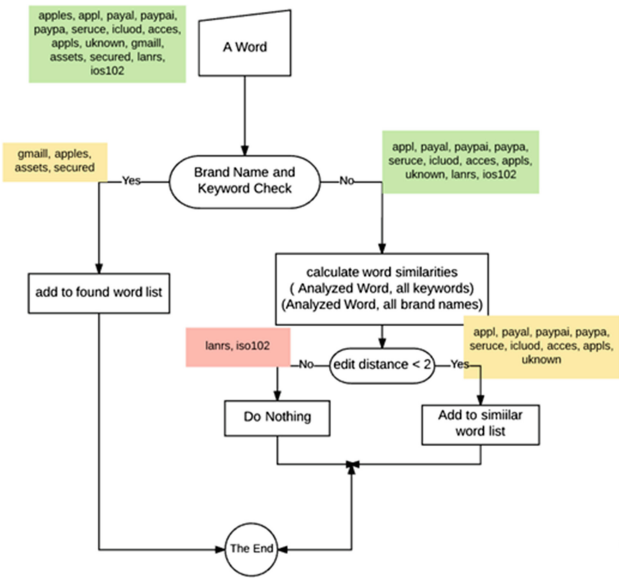 apples, appl, payal, paypai,
paypa, seruce, icluod, acces,
appls, uknown, gmaill,
assets, secured, lanrs,
ios102
A Word
gmaill, apples,
assets, secured
Yes
Brand Name and
Keyword Check
No
appl, payal, paypai, paypa,
seruce, icluod, acces, appls,
uknown, lanrs, ios102
add to found word list
calculate word similarities
( Analyzed Word, all keywords)
(Analyzed Word, all brand names)
lanrs, iso102
No
edit distance < 2
Yes
appl, payal, paypai, paypa,
seruce, icluod, acces, appls,
uknown
Do Nothing
Add to simiilar
word list
The End